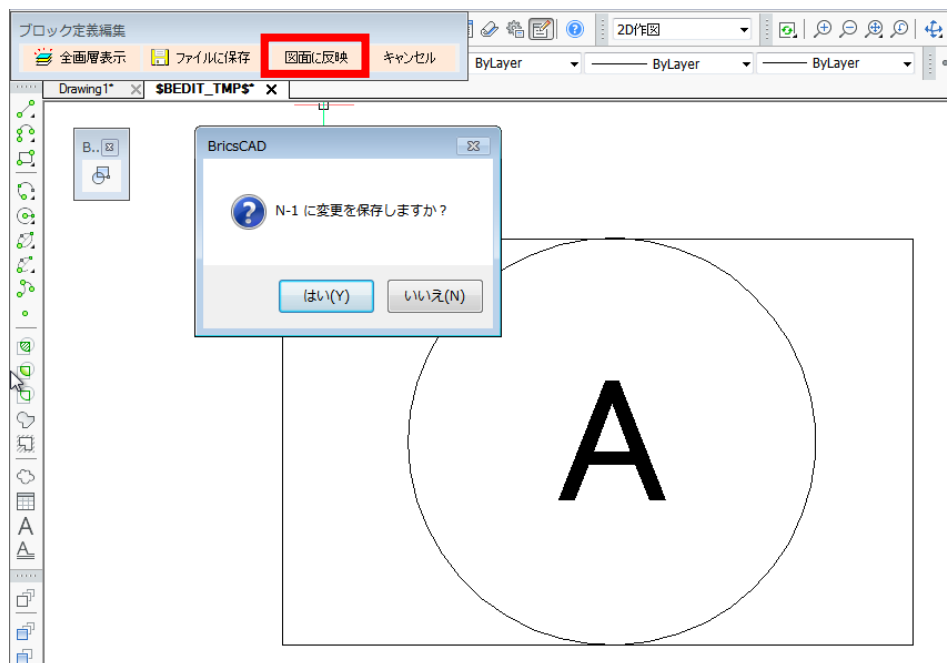 ブロック定義編集
全画層表示 ファイルに保存 図面に反映 キャンセル
2D作図
ByLayer ByLayer ByLayer
Drawing1* $BEDIT_TMP$*
B..
BricsCAD
N-1 に変更を保存しますか？
はい(Y) いいえ(N)
A